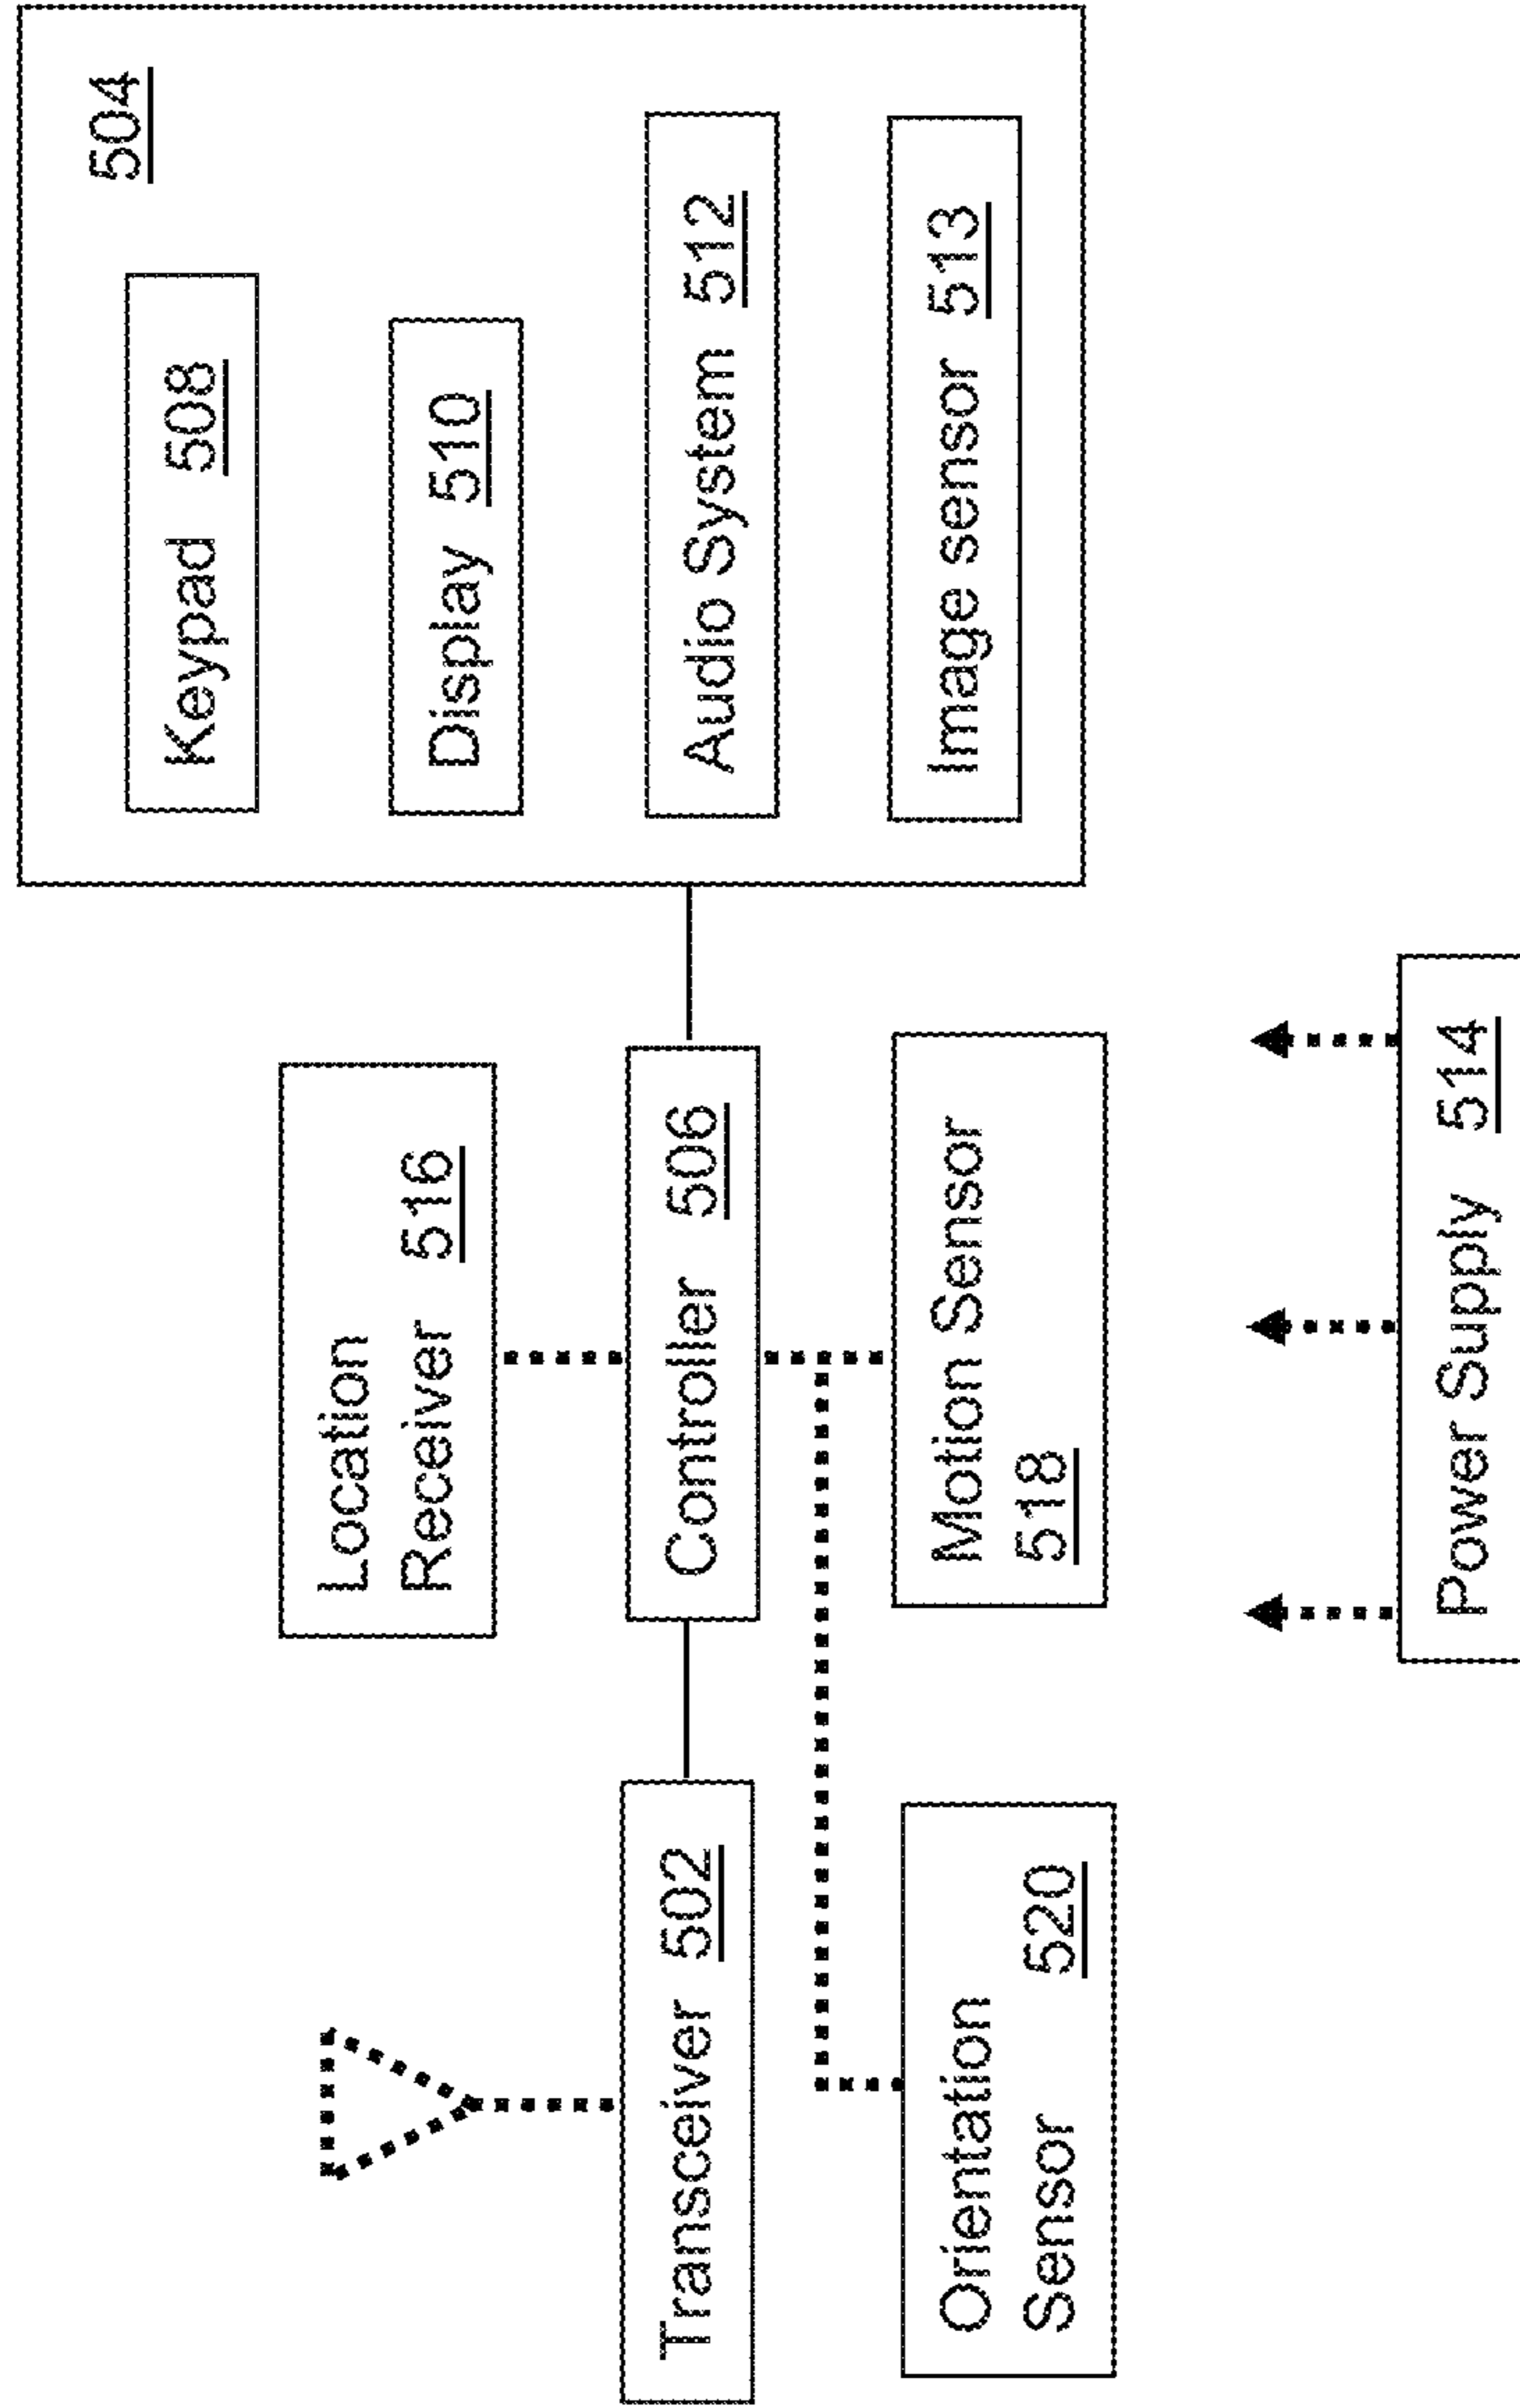 504
Keypad 508
Display 510
Audio System 512
Image sensor 513
Location
Receiver 516
Transceiver 502
Controller 506
Orientation
Sensor 520
Motion Sensor
518
Power Supply 514